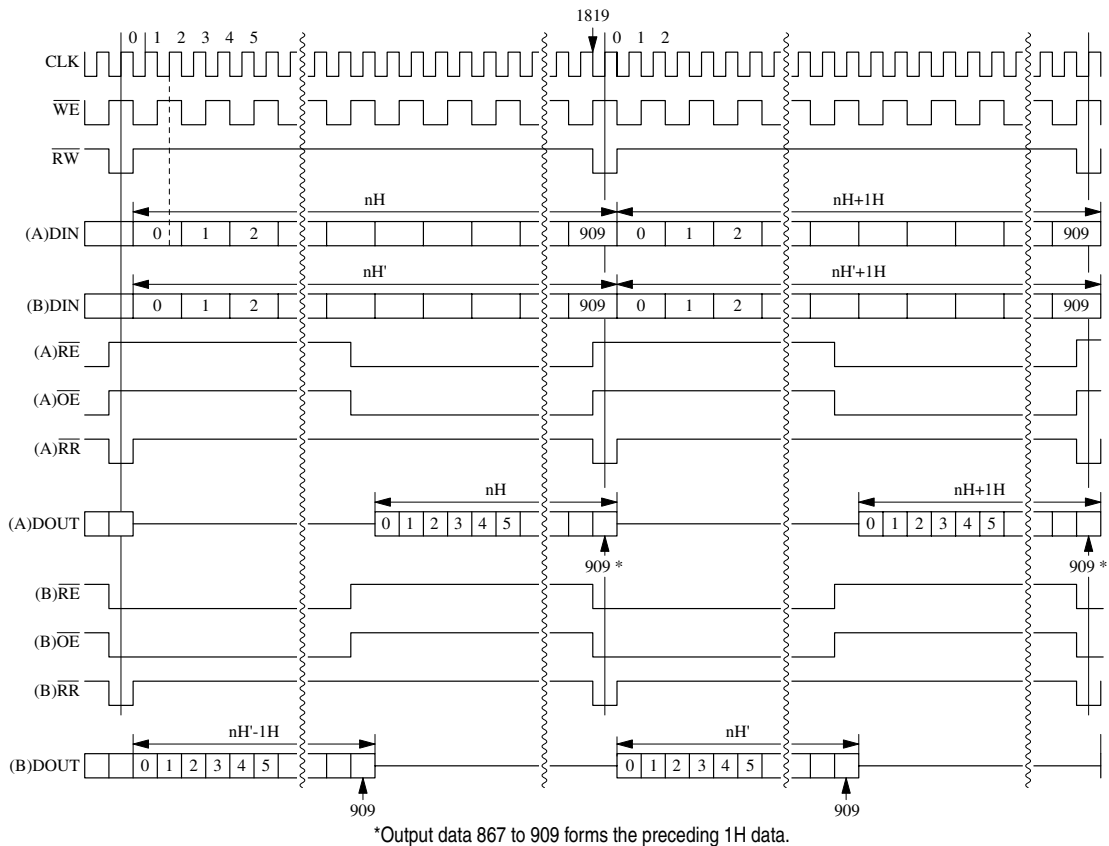 1819
0 1 2 3 4 5 0 1 2
CLK
WE
RW
nH nH+1H
(A)DIN 0 1 2 909 0 1 2 909
nH' nH'+1H
(B)DIN 0 1 2 909 0 1 2 909
(A)RE
(A)OE
(A)RR
nH nH+1H
(A)DOUT 0 1 2 3 4 5 0 1 2 3 4 5
909 * 909 *
(B)RE
(B)OE
(B)RR
nH'-1H nH'
(B)DOUT 0 1 2 3 4 5 0 1 2 3 4 5
909 909
*Output data 867 to 909 forms the preceding 1H data.